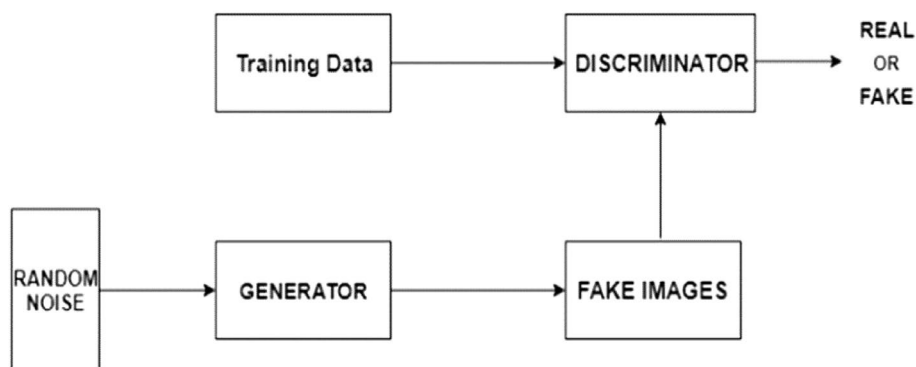 Training Data
DISCRIMINATOR
REAL
OR
FAKE
RANDOM
NOISE
GENERATOR
FAKE IMAGES